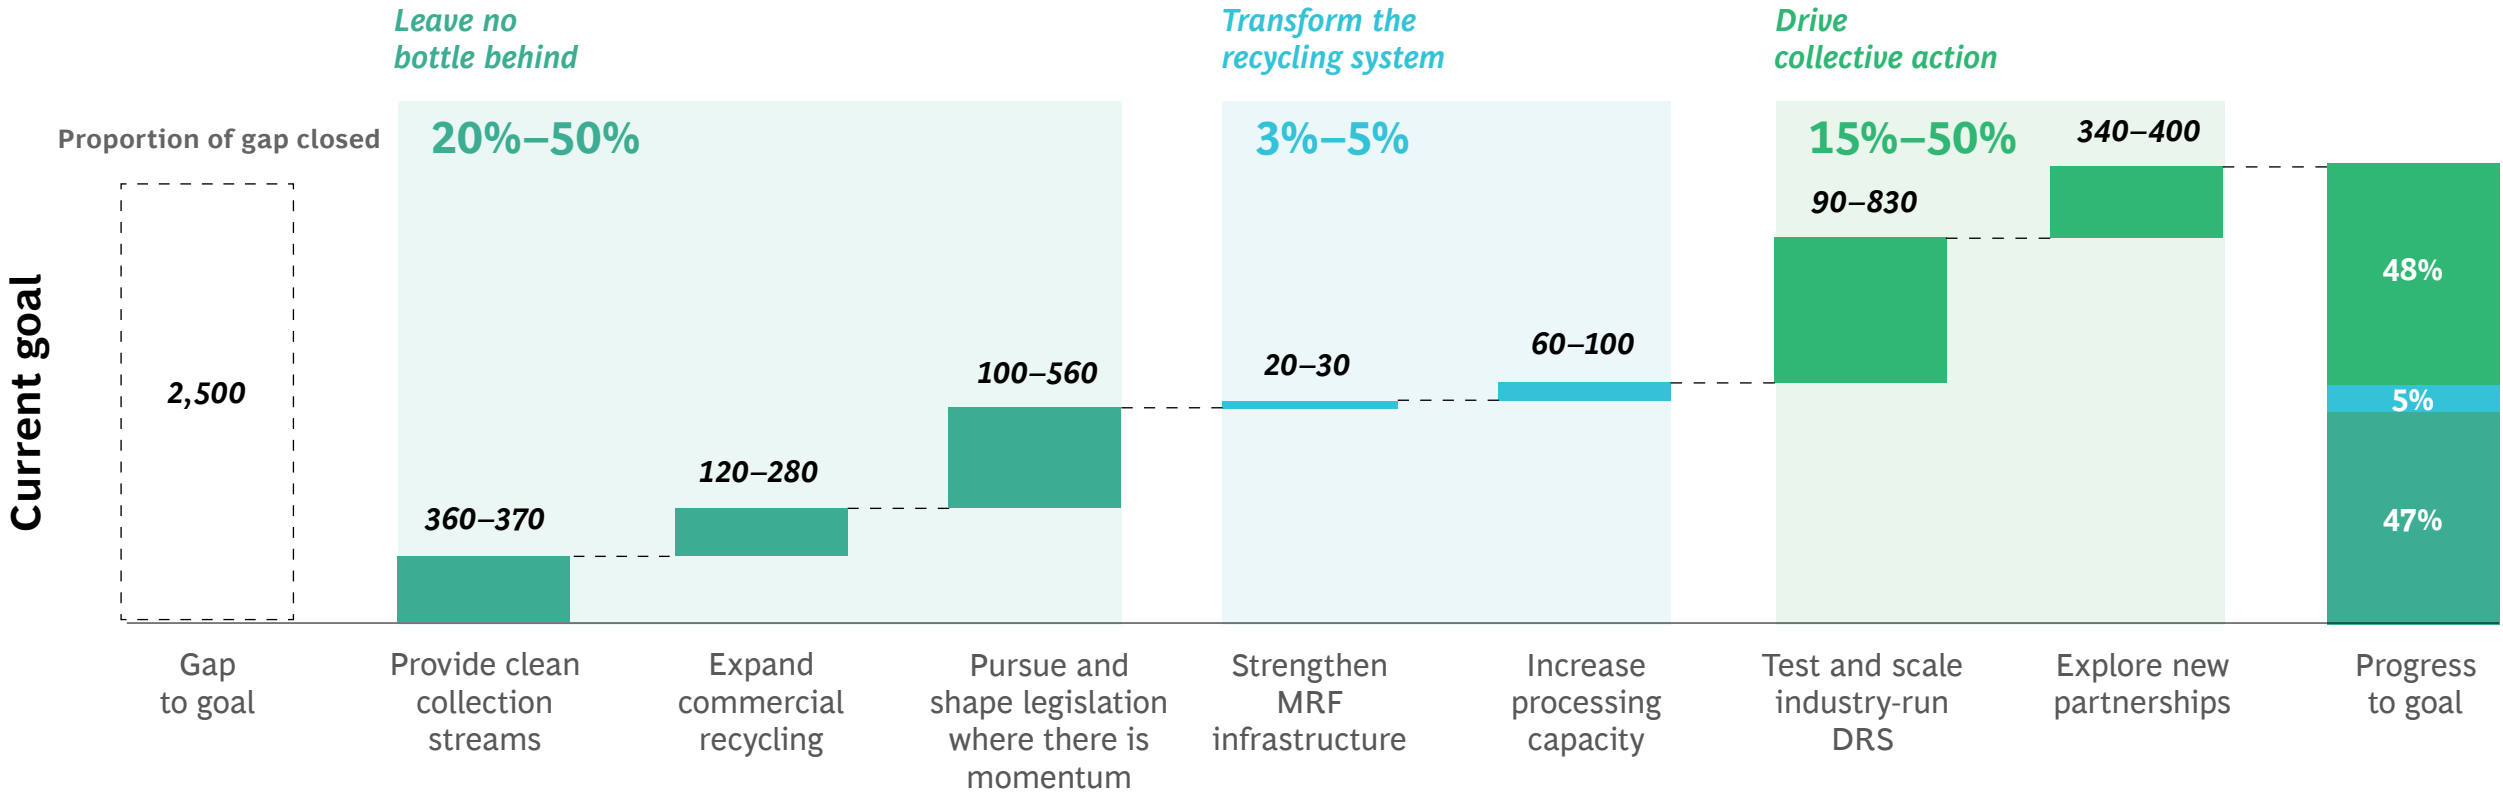 Leave no
bottle behind
Transform the
recycling system
Drive
collective action
Proportion of gap closed
20%–50%
3%–5%
15%–50%
340–400
90–830
48%
Current goal
2,500
360–370
120–280
100–560
20–30
60–100
5%
47%
Gap
to goal
Provide clean
collection
streams
Expand
commercial
recycling
Pursue and
shape legislation
where there is
momentum
Strengthen
MRF
infrastructure
Increase
processing
capacity
Test and scale
industry-run
DRS
Explore new
partnerships
Progress
to goal